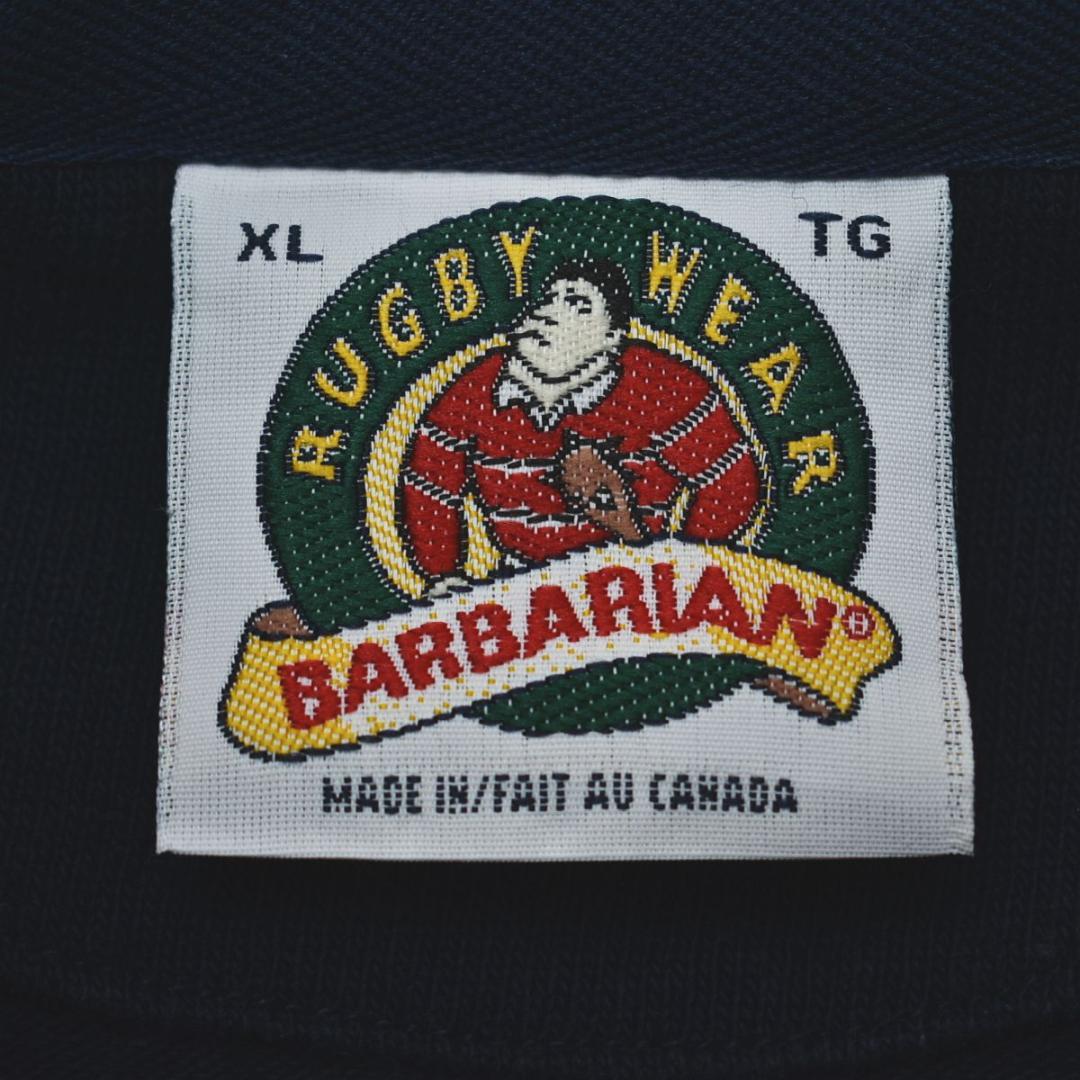 XL TG
RUGBY WEAR
BARBARIAN®
MADE IN/FAIT AU CANADA